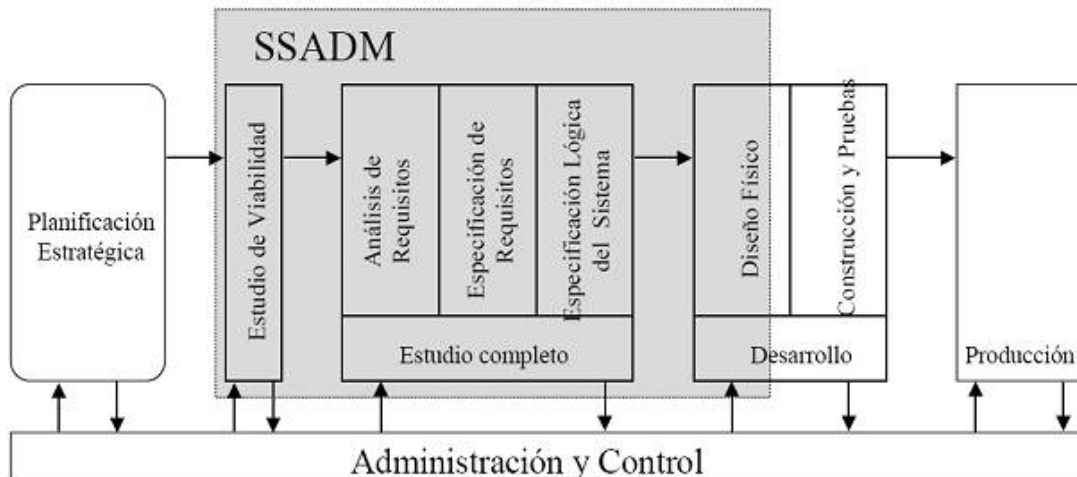 SSADM
Planificación
Estratégica
Estudio de Viabilidad
Análisis de
Requisitos
Especificación de
Requisitos
Especificación Lógica
del Sistema
Estudio completo
Diseño Físico
Construcción y Pruebas
Desarrollo
Producción
Administración y Control